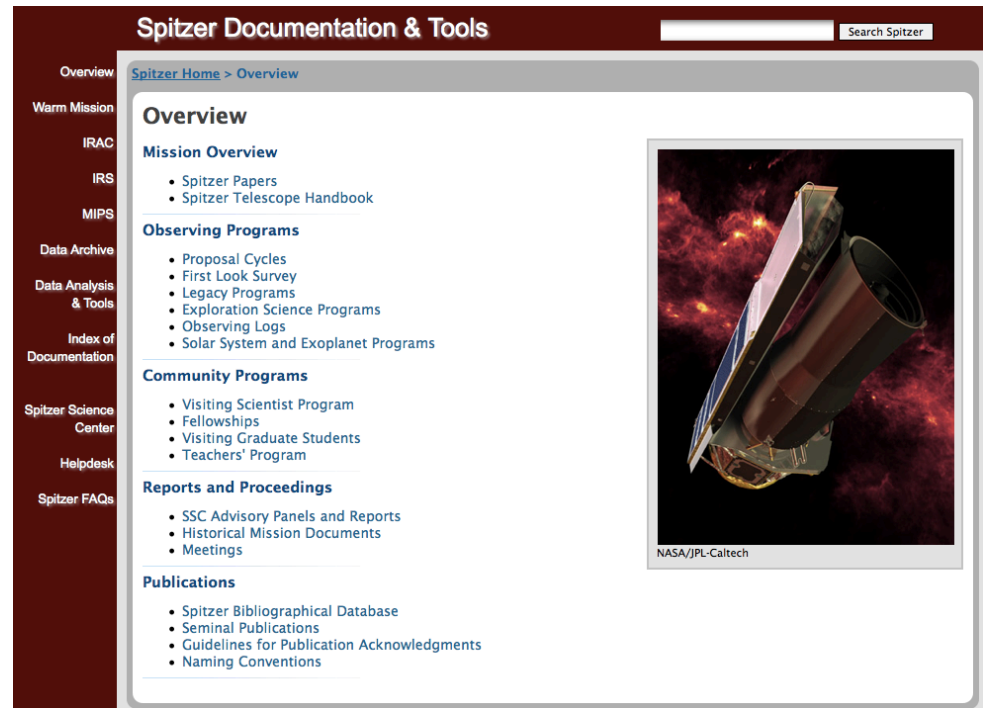 Spitzer Documentation & Tools
Search Spitzer
Overview
Warm Mission
IRAC
IRS
MIPS
Data Archive
Data Analysis
& Tools
Index of
Documentation
Spitzer Science
Center
Helpdesk
Spitzer FAQs
Spitzer Home > Overview
Overview
Mission Overview
• Spitzer Papers
• Spitzer Telescope Handbook
Observing Programs
• Proposal Cycles
• First Look Survey
• Legacy Programs
• Exploration Science Programs
• Observing Logs
• Solar System and Exoplanet Programs
Community Programs
• Visiting Scientist Program
• Fellowships
• Visiting Graduate Students
• Teachers' Program
Reports and Proceedings
• SSC Advisory Panels and Reports
• Historical Mission Documents
• Meetings
Publications
• Spitzer Bibliographical Database
• Seminal Publications
• Guidelines for Publication Acknowledgments
• Naming Conventions
NASA/JPL-Caltech